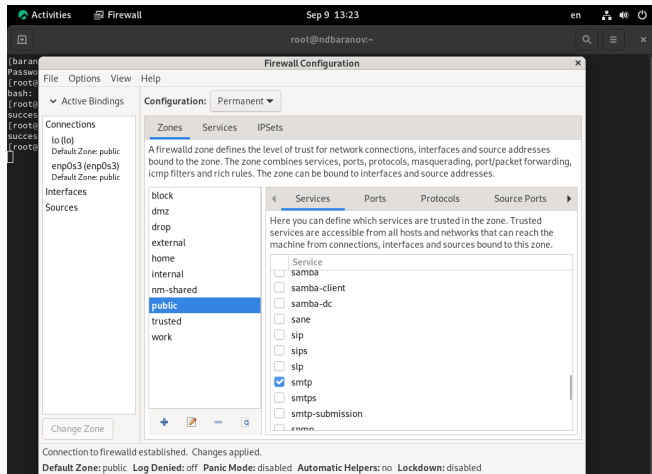 Activities Firewall Sep 9 13:23 en
root@ndbaranov:~
Firewall Configuration
File Options View Help
Active Bindings
Configuration: Permanent
Connections
lo (lo)
Default Zone: public
enp0s3 (enp0s3)
Default Zone: public
Interfaces
Sources
Change Zone
Zones Services IPSets
A firewalld zone defines the level of trust for network connections, interfaces and source addresses
bound to the zone. The zone combines services, ports, protocols, masquerading, port/packet forwarding,
icmp filters and rich rules. The zone can be bound to interfaces and source addresses.
block
dmz
drop
external
home
internal
nm-shared
public
trusted
work
Services Ports Protocols Source Ports
Here you can define which services are trusted in the zone. Trusted
services are accessible from all hosts and networks that can reach the
machine from connections, interfaces and sources bound to this zone.
Service
samba
samba-client
samba-dc
sane
sip
sips
slp
smtp
smtps
smtp-submission
snmp
Connection to firewalld established. Changes applied.
Default Zone: public Log Denied: off Panic Mode: disabled Automatic Helpers: no Lockdown: disabled